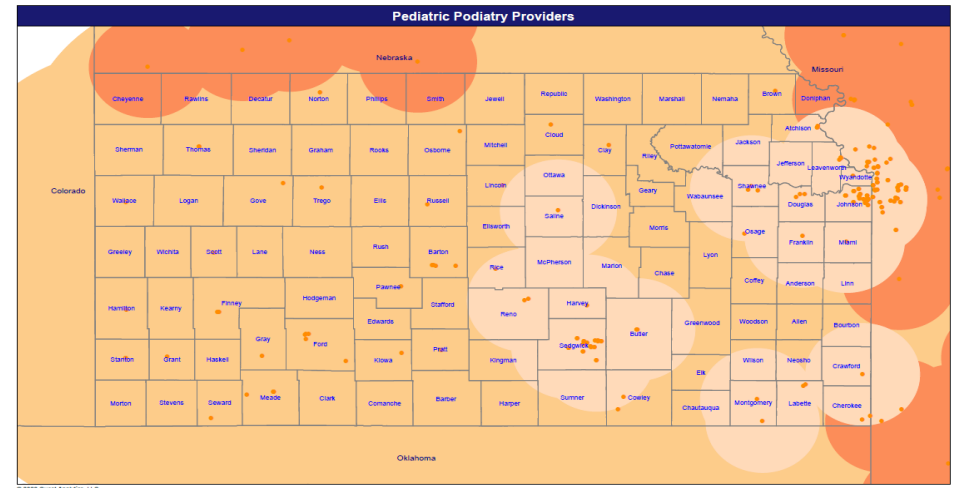 Pediatric Podiatry Providers
Nebraska
Missouri
Cheyenne Rawlins Decatur Norton Phillips Smith Jewell Republic Washington Marshall Nemaha Brown Doniphan
Atchison
Cloud
Sherman Thomas Sheridan Graham Rooks Osborne Mitchell Clay Riley Pottawatomie Jackson
Jefferson Leavenworth
Ottawa
Wyandotte
Colorado
Lincoln Geary Wabaunsee Shawnee
Wallace Logan Gove Trego Ellis Russell Saline Dickinson Douglas Johnson
Ellsworth Morris Osage
Greeley Wichita Scott Lane Ness Rush Barton Franklin Miami
Rice McPherson Marion Chase Lyon
Coffey Anderson Linn
Hamilton Kearny Finney Hodgeman Pawnee Stafford Reno Harvey
Edwards Greenwood Woodson Allen Bourbon
Gray Ford Sedgwick Butler
Stanton Grant Haskell Kiowa Pratt Kingman Elk Wilson Neosho Crawford
Morton Stevens Seward Meade Clark Comanche Barber Harper Sumner Cowley Chautauqua Montgomery Labette Cherokee
Oklahoma